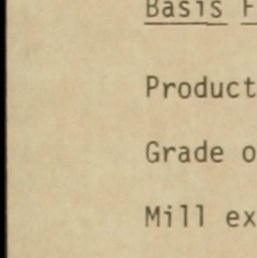 Basis F
Product
Grade o
Mill ex